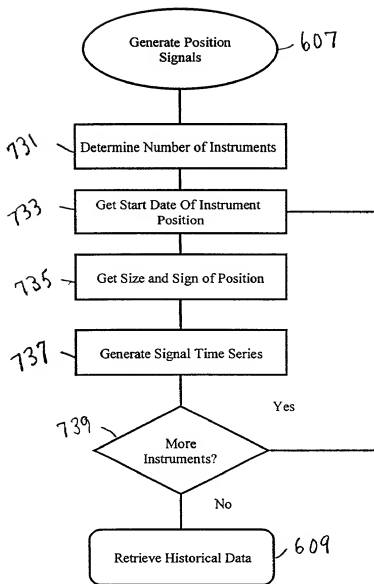 Generate Position
Signals
607
731
Determine Number of Instruments
733
Get Start Date Of Instrument
Position
735
Get Size and Sign of Position
737
Generate Signal Time Series
Yes
739
More
Instruments?
No
609
Retrieve Historical Data